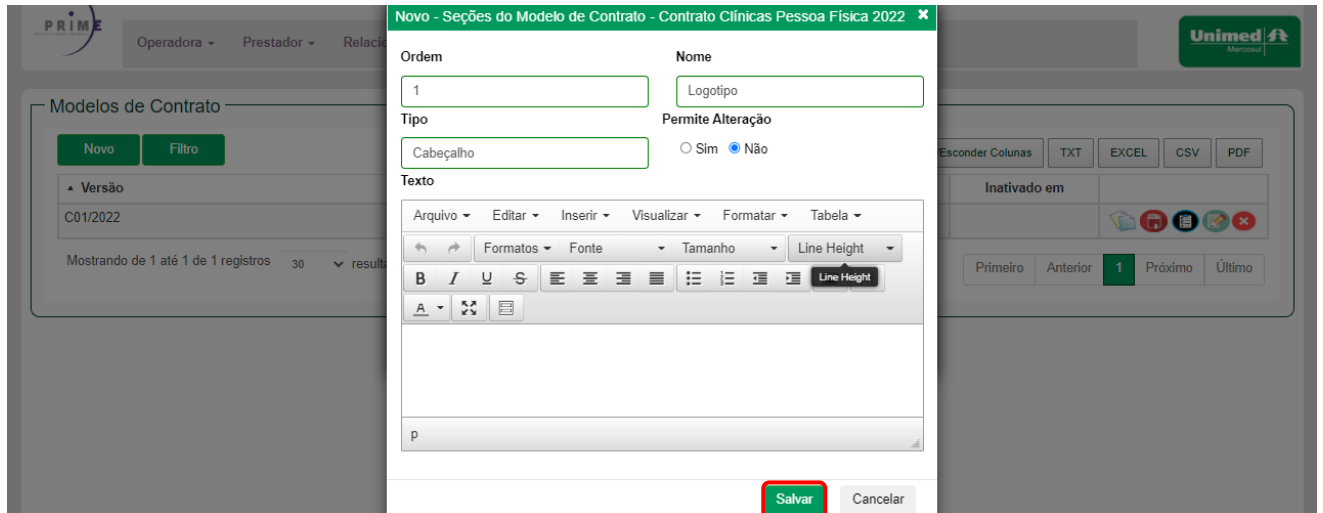 Novo - Seções do Modelo de Contrato - Contrato Clínicas Pessoa Física 2022 ×
PRIME
Operadora Prestador Relacio
Unimed
Mercosul
Ordem Nome
1 Logotipo
Tipo Permite Alteração
Cabeçalho Sim Não
Texto
Modelos de Contrato
Novo Filtro
/Esconder Colunas TXT EXCEL CSV PDF
Versão Inativado em
C01/2022
Mostrando de 1 até 1 de 1 registros 30 resulta
Primeiro Anterior 1 Próximo Último
Arquivo Editar Inserir Visualizar Formatar Tabela
Formatos Fonte Tamanho Line Height
B I U S Line Height
A
p
Salvar Cancelar